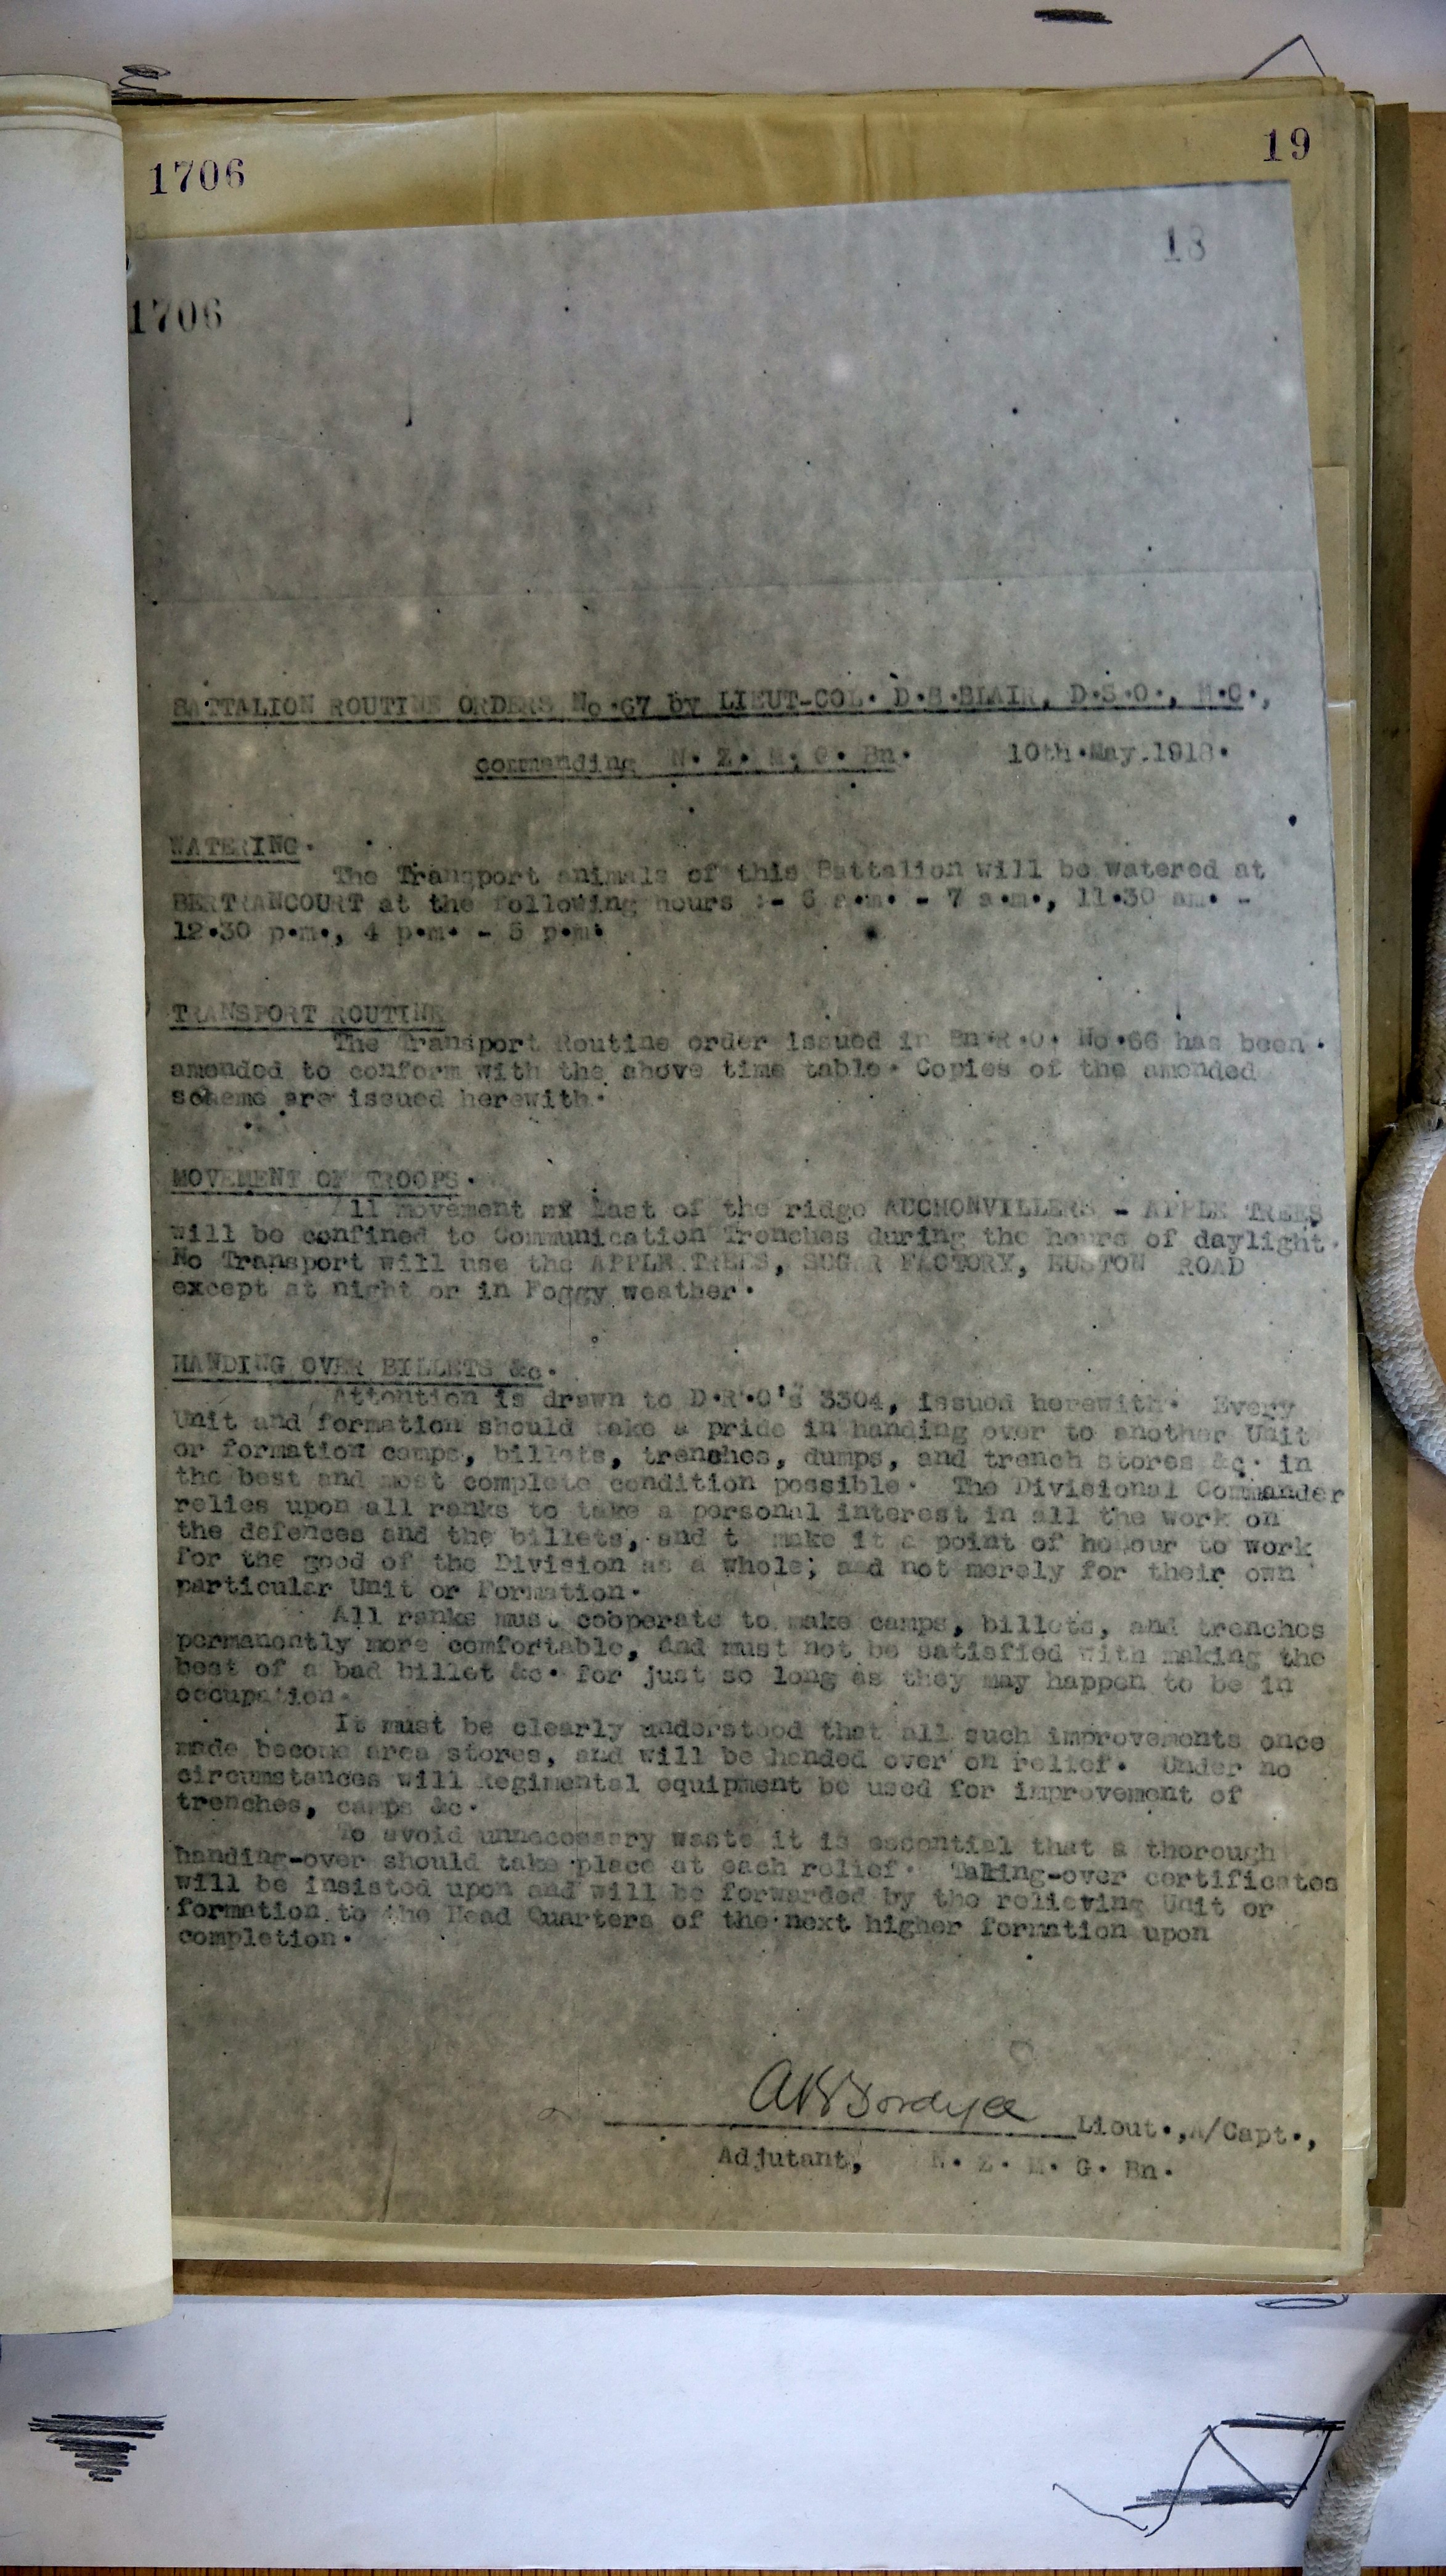 1706
19
18
1706
BATTALION ROUTINE ORDERS No.67 by LIEUT-COL. D.B.BLAIR, D.S.O., M.C.,
commanding N. Z. M. G. Bn. 10th.May.1918.
WATERING.
The Transport animals of this Battalion will be watered at
BERTRANCOURT at the following hours :- 6 a.m. - 7 a.m., 11.30 am. -
12.30 p.m., 4 p.m. - 5 p.m.
TRANSPORT ROUTINE
The Transport Routine order issued in Bn.R.O. No.66 has been
amended to conform with the above time table. Copies of the amended
scheme are issued herewith.
MOVEMENT OF TROOPS.
All movement mx East of the ridge AUCHONVILLERS - APPLE TREES
will be confined to Communication Trenches during the hours of daylight.
No Transport will use the APPLE TREES, SUGAR FACTORY, EUSTON ROAD
except at night or in Foggy weather.
HANDING OVER BILLETS &c.
Attention is drawn to D.R.O's 3304, issued herewith. Every
Unit and formation should take a pride in handing over to another Unit
or formation camps, billets, trenches, dumps, and trench stores &c. in
the best and most complete condition possible. The Divisional Commander
relies upon all ranks to take a personal interest in all the work on
the defences and the billets, and t make it a point of honour to work
for the good of the Division as a whole; and not merely for their own
particular Unit or Formation.
All ranks must cooperate to make camps, billets, and trenches
permanently more comfortable, and must not be satisfied with making the
best of a bad billet &c. for just so long as they may happen to be in
occupation.
It must be clearly understood that all such improvements once
made become area stores, and will be handed over on relief. Under no
circumstances will Regimental equipment be used for improvement of
trenches, camps &c.
To avoid unnecessary waste it is essential that a thorough
handing-over should take place at each relief. Taking-over certificates
will be insisted upon and will be forwarded by the relieving Unit or
formation to the Head Quarters of the next higher formation upon
completion.
Lieut.,A/Capt.,
Adjutant, N. Z. M. G. Bn.